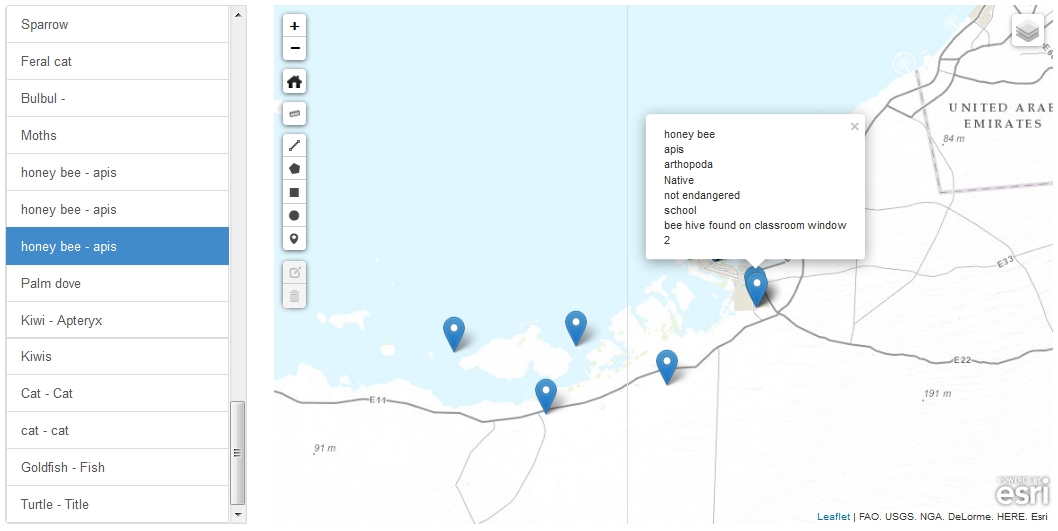 Sparrow
Feral cat
Bulbul -
Moths
honey bee - apis
honey bee - apis
honey bee - apis
Palm dove
Kiwi - Apteryx
Kiwis
Cat - Cat
cat - cat
Goldfish - Fish
Turtle - Title
+
−
honey bee
apis
arthopoda
Native
not endangered
school
bee hive found on classroom window
2
×
UNITED ARAB
EMIRATES
84 m
E33
E22
E11
191 m
91 m
POWERED BY
esri
Leaflet | FAO, USGS, NGA, DeLorme, HERE, Esri